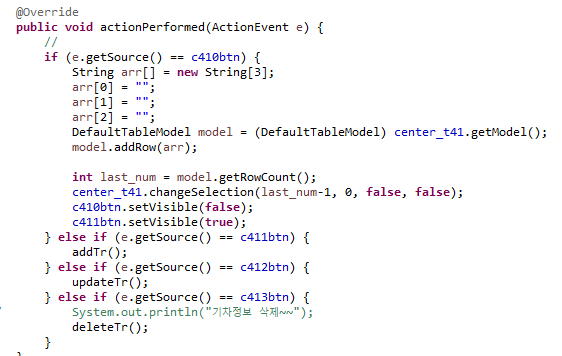 @Override
public void actionPerformed(ActionEvent e) {
//
if (e.getSource() == c410btn) {
String arr[] = new String[3];
arr[0] = "";
arr[1] = "";
arr[2] = "";
DefaultTableModel model = (DefaultTableModel) center_t41.getModel();
model.addRow(arr);
int last_num = model.getRowCount();
center_t41.changeSelection(last_num-1, 0, false, false);
c410btn.setVisible(false);
c411btn.setVisible(true);
} else if (e.getSource() == c411btn) {
addTr();
} else if (e.getSource() == c412btn) {
updateTr();
} else if (e.getSource() == c413btn) {
System.out.println("기차정보 삭제~~");
deleteTr();
}
}